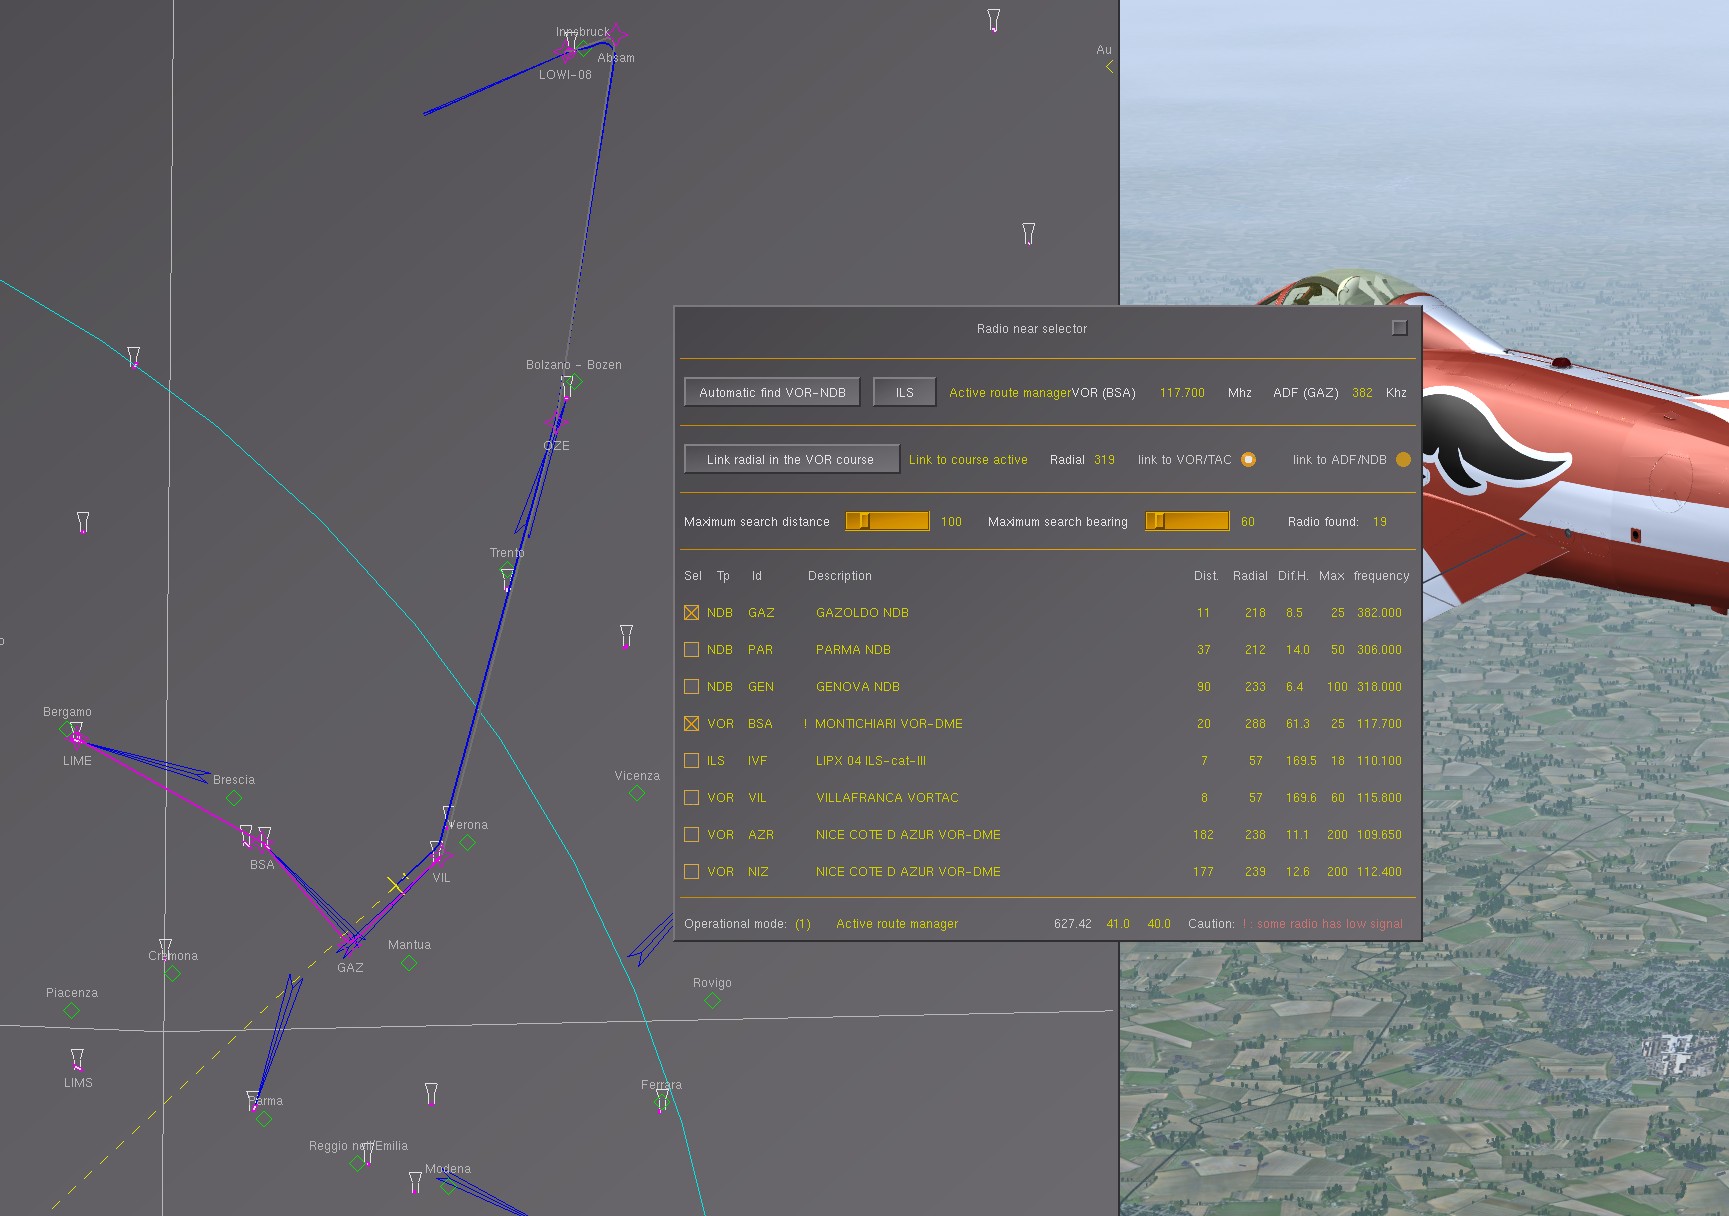 Innsbruck
Absam
LOWI-08
Au
Bolzano - Bozen
OZE
Trento
Bergamo
LIME
Brescia
Vicenza
Verona
BSA
VIL
Mantua
GAZ
Cremona
Piacenza
Rovigo
LIMS
Parma
Ferrara
Reggio nell'Emilia
Modena
Radio near selector
Automatic find VOR-NDB ILS Active route managerVOR (BSA) 117.700 Mhz ADF (GAZ) 382 Khz
Link radial in the VOR course Link to course active Radial 319 link to VOR/TAC link to ADF/NDB
Maximum search distance 100 Maximum search bearing 60 Radio found: 19
Sel Tp Id Description Dist. Radial Dif.H. Max frequency
NDB GAZ GAZOLDO NDB 11 218 8.5 25 382.000
NDB PAR PARMA NDB 37 212 14.0 50 306.000
NDB GEN GENOVA NDB 90 233 6.4 100 318.000
VOR BSA ! MONTICHIARI VOR-DME 20 288 61.3 25 117.700
ILS IVF LIPX 04 ILS-cat-III 7 57 169.5 18 110.100
VOR VIL VILLAFRANCA VORTAC 8 57 169.6 60 115.800
VOR AZR NICE COTE D AZUR VOR-DME 182 238 11.1 200 109.650
VOR NIZ NICE COTE D AZUR VOR-DME 177 239 12.6 200 112.400
Operational mode: (1) Active route manager 627.42 41.0 40.0 Caution: ! : some radio has low signal